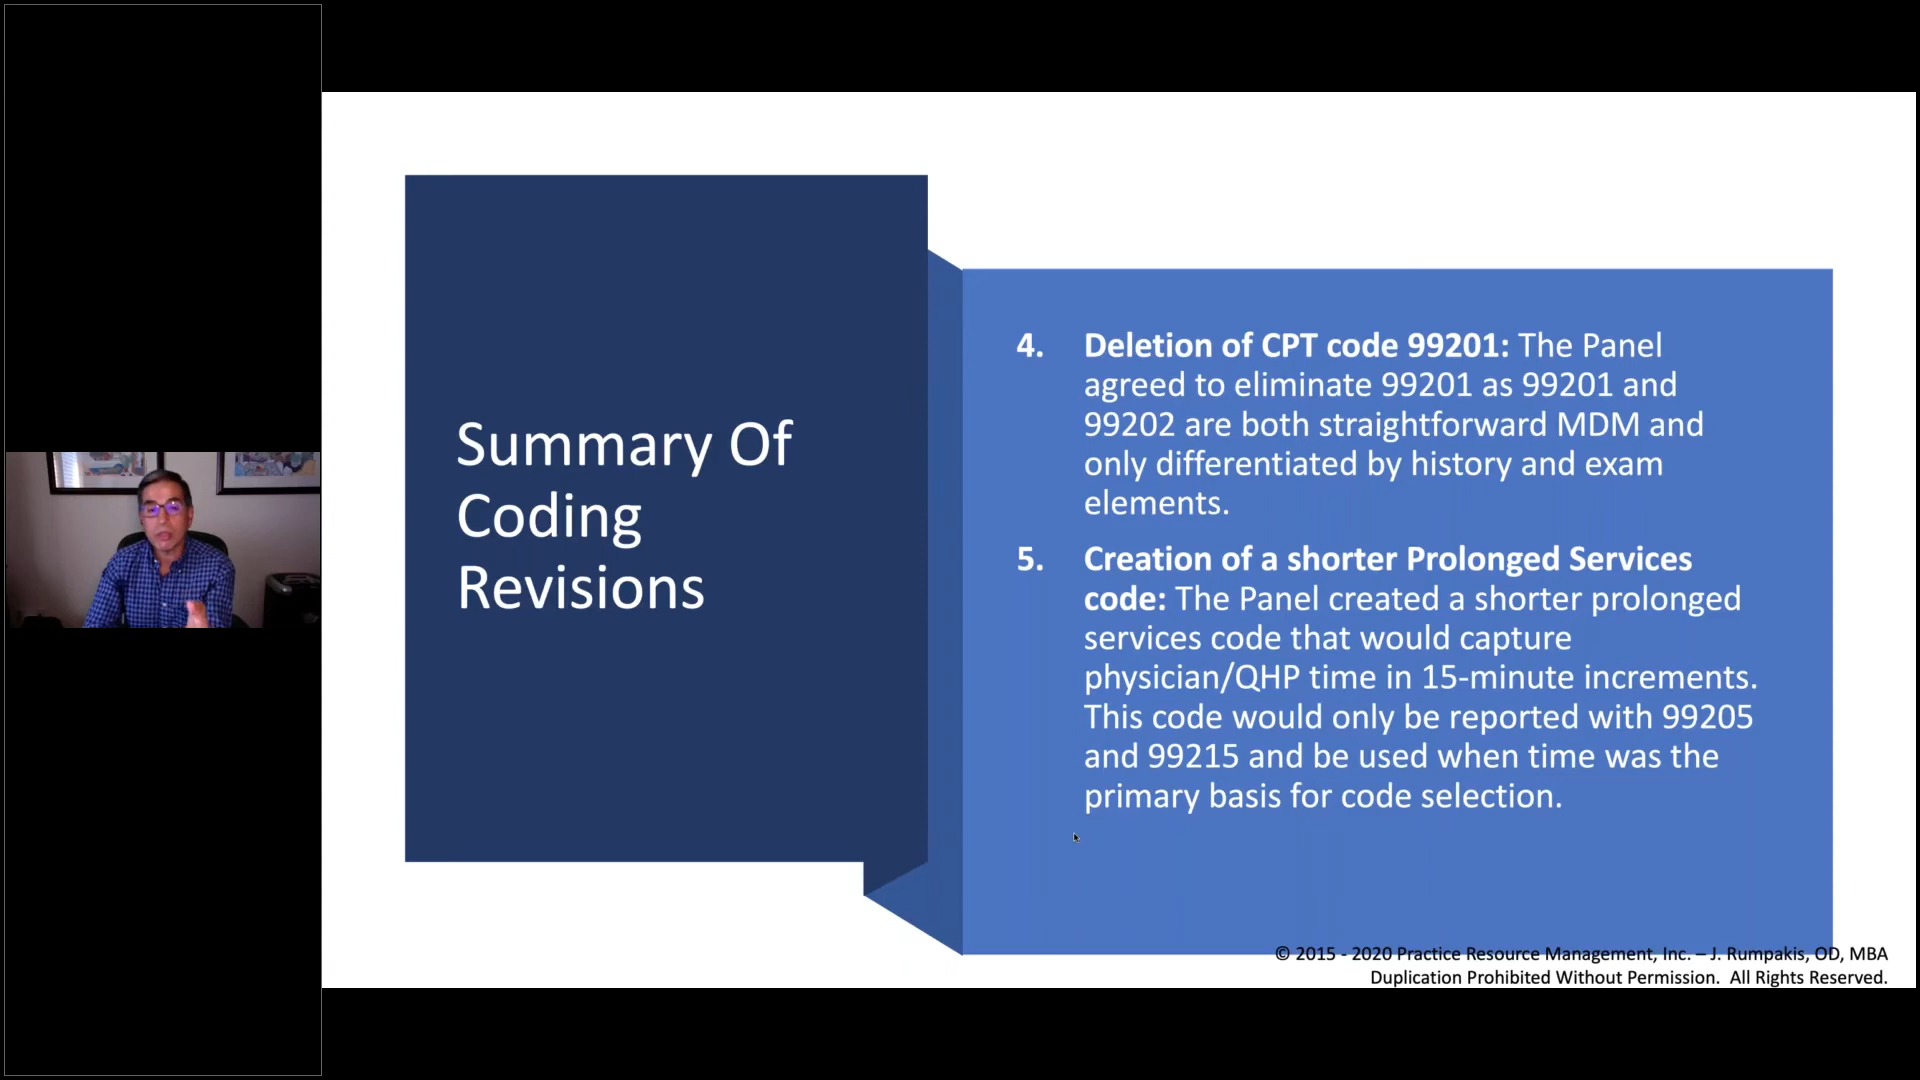 Summary Of
Coding
Revisions
4. Deletion of CPT code 99201: The Panel
agreed to eliminate 99201 as 99201 and
99202 are both straightforward MDM and
only differentiated by history and exam
elements.
5. Creation of a shorter Prolonged Services
code: The Panel created a shorter prolonged
services code that would capture
physician/QHP time in 15-minute increments.
This code would only be reported with 99205
and 99215 and be used when time was the
primary basis for code selection.
© 2015 - 2020 Practice Resource Management, Inc. – J. Rumpakis, OD, MBA
Duplication Prohibited Without Permission. All Rights Reserved.